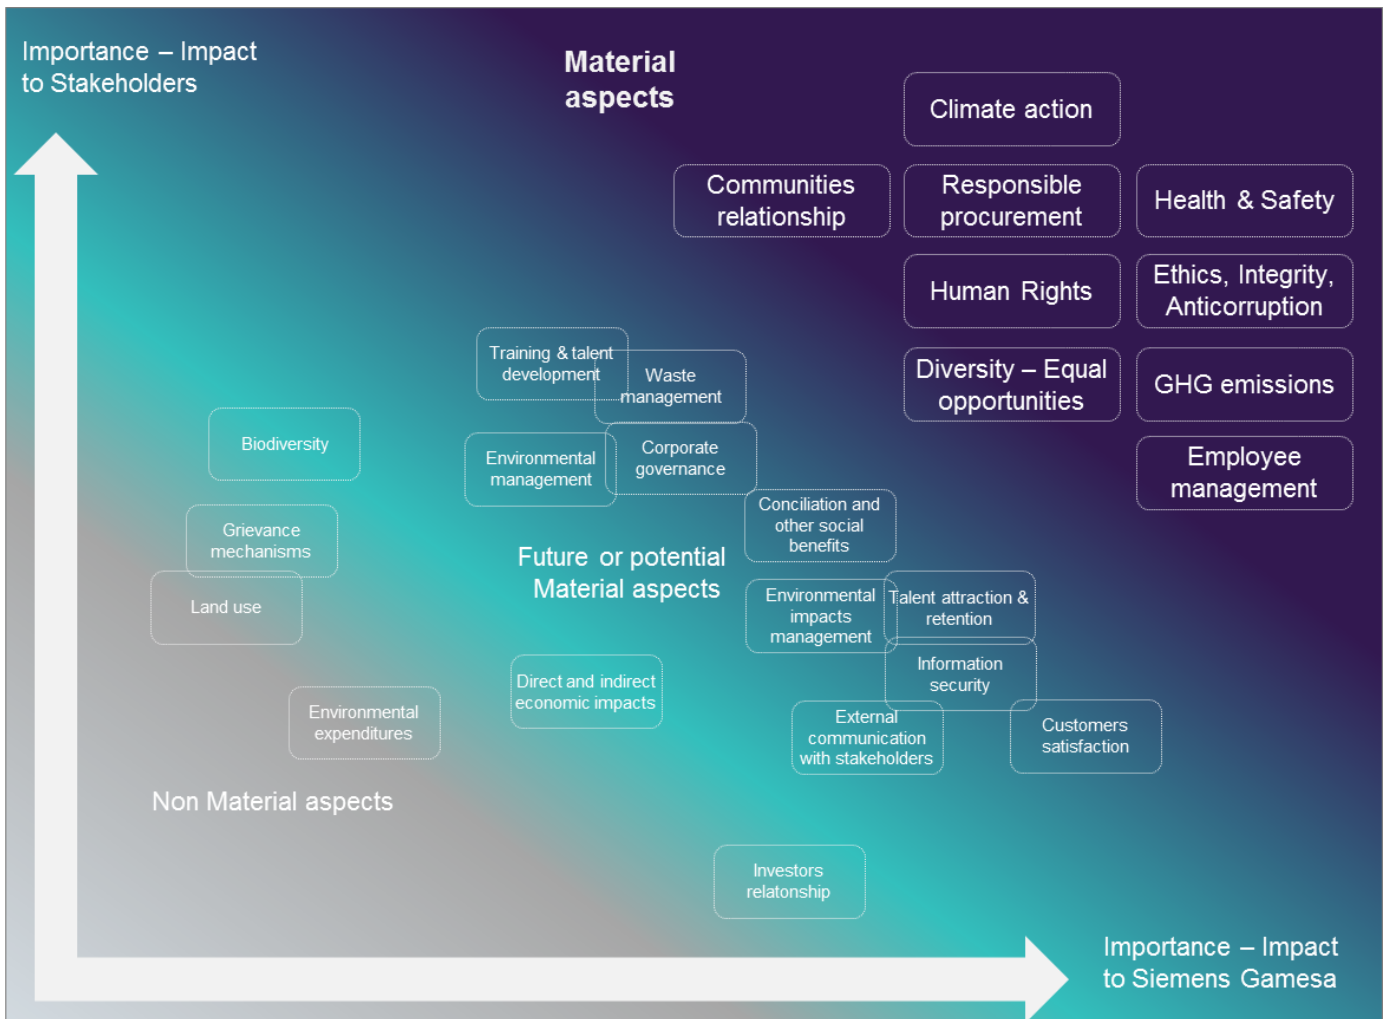 Importance – Impact
to Stakeholders
Material
aspects
Climate action
Communities
relationship
Responsible
procurement
Health & Safety
Human Rights
Ethics, Integrity,
Anticorruption
Training & talent
development
Waste
management
Diversity – Equal
opportunities
GHG emissions
Biodiversity
Environmental
management
Corporate
governance
Employee
management
Grievance
mechanisms
Conciliation and
other social
benefits
Future or potential
Material aspects
Land use
Environmental
impacts
management
Talent attraction &
retention
Information
security
Direct and indirect
economic impacts
Environmental
expenditures
External
communication
with stakeholders
Customers
satisfaction
Non Material aspects
Investors
relatonship
Importance – Impact
to Siemens Gamesa